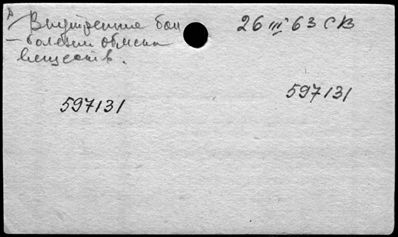 Внутренние бол 26 III 63 СВ
– болезни обмена
веществ.
597131 597131